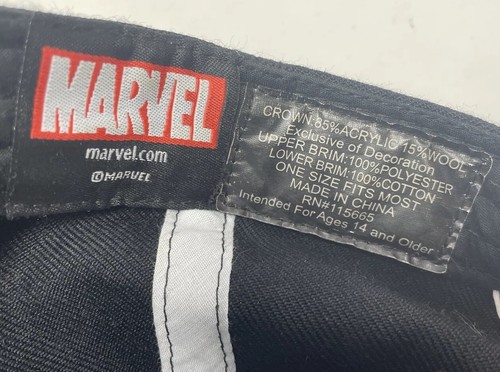 MARVEL
marvel.com
©MARVEL
CROWN:85%ACRYLIC 15%WOOL
Exclusive of Decoration
UPPER BRIM:100%POLYESTER
LOWER BRIM:100%COTTON
ONE SIZE FITS MOST
MADE IN CHINA
RN#115665
Intended For Ages 14 and Older